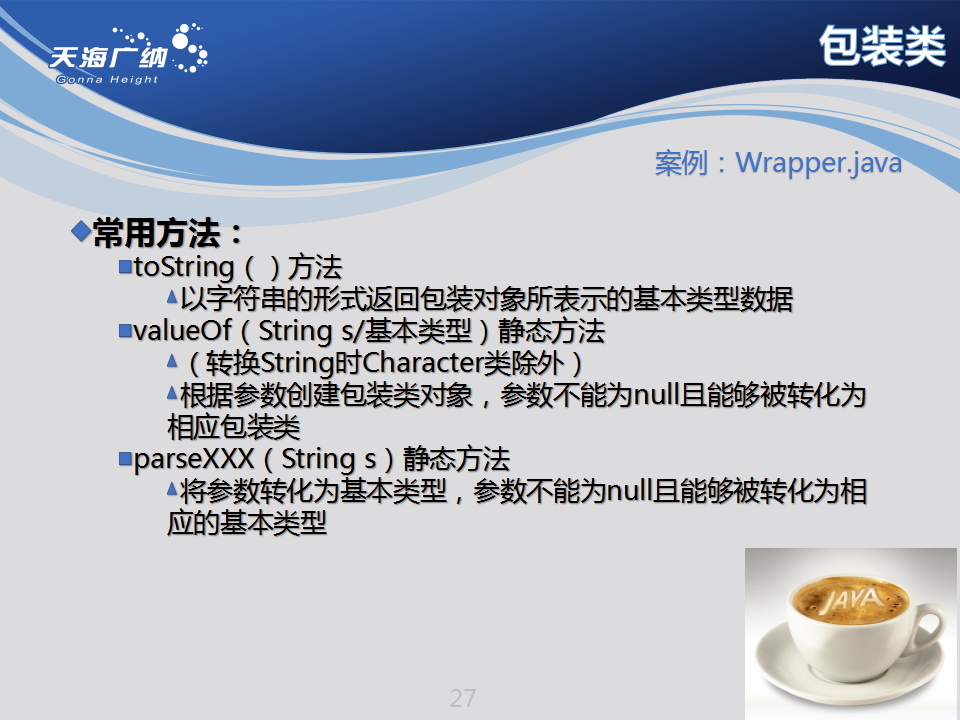 天海广纳
Gonna Height
包装类
案例：Wrapper.java
常用方法：
toString（ ）方法
以字符串的形式返回包装对象所表示的基本类型数据
valueOf（String s/基本类型）静态方法
（转换String时Character类除外）
根据参数创建包装类对象，参数不能为null且能够被转化为
相应包装类
parseXXX（String s）静态方法
将参数转化为基本类型，参数不能为null且能够被转化为相
应的基本类型
JAVA
27